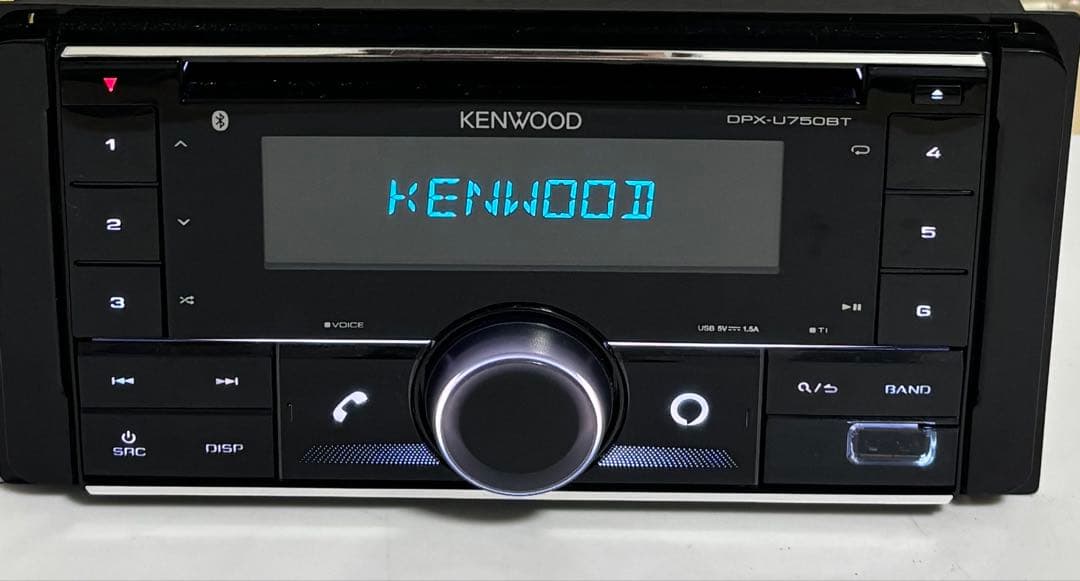 KENWOOD
DPX-U750BT
1
4
KENWOOD
2
5
3
6
VOICE
USB 5V 1.5A
TI
BAND
SRC
DISP